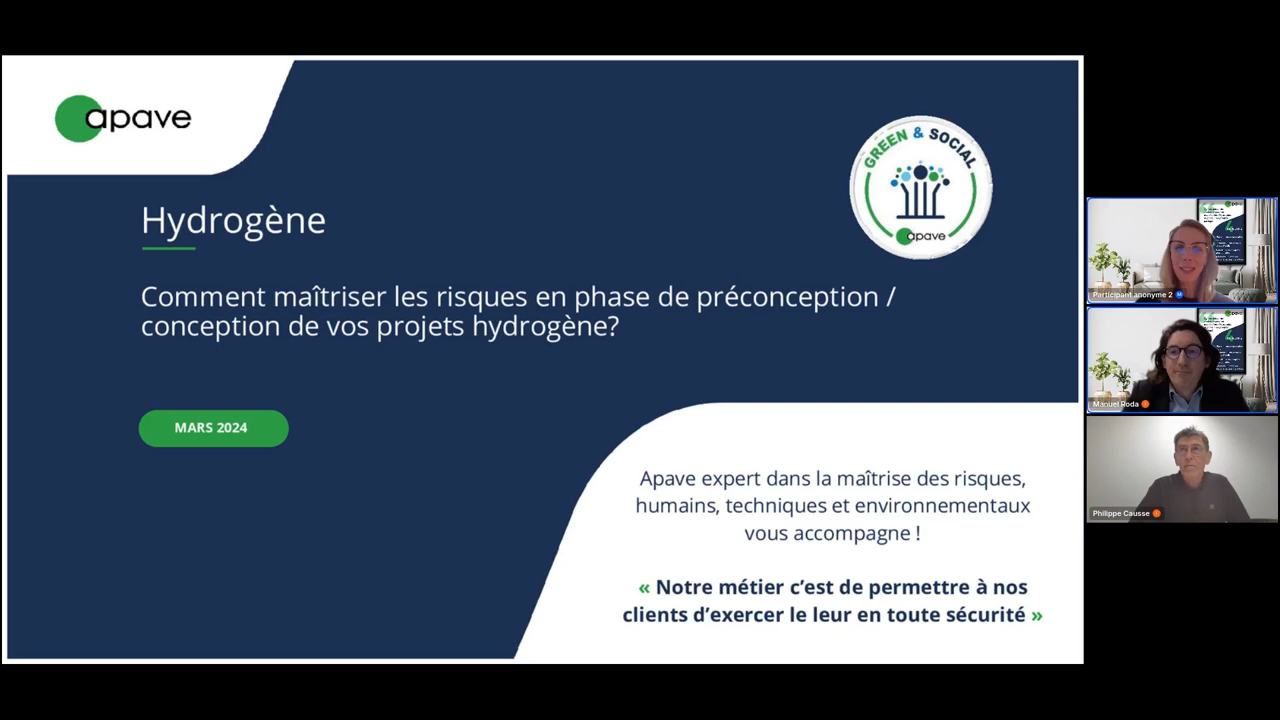 apave
GREEN & SOCIAL
apave
Hydrogène
Comment maîtriser les risques en phase de préconception /
conception de vos projets hydrogène?
MARS 2024
Apave expert dans la maîtrise des risques,
humains, techniques et environnementaux
vous accompagne !
« Notre métier c’est de permettre à nos
clients d’exercer le leur en toute sécurité »
Participant anonyme 2
Manuel Roda
Philippe Causse